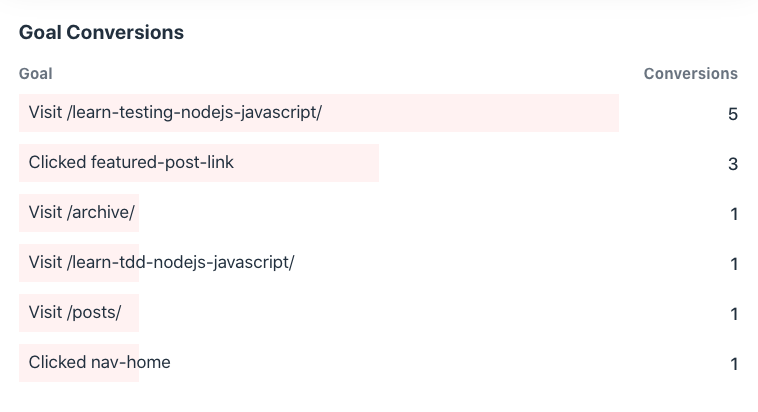 Goal Conversions
Goal Conversions
Visit /learn-testing-nodejs-javascript/ 5
Clicked featured-post-link 3
Visit /archive/ 1
Visit /learn-tdd-nodejs-javascript/ 1
Visit /posts/ 1
Clicked nav-home 1